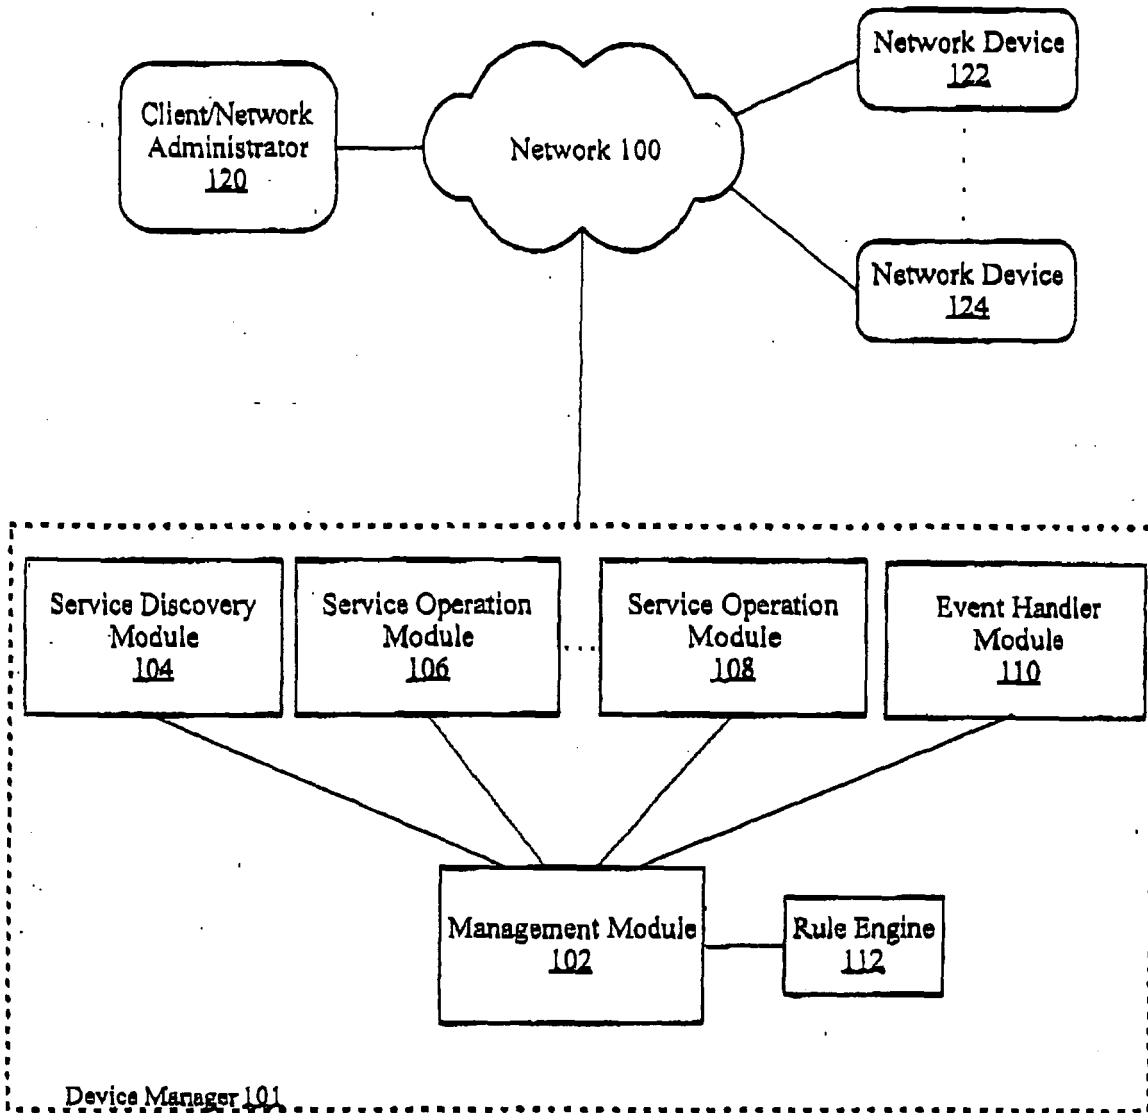 Network Device
122
Client/Network
Administrator
120
Network 100
Network Device
124
Service Discovery
Module
104
Service Operation
Module
106
Service Operation
Module
108
Event Handler
Module
110
Management Module
102
Rule Engine
112
Device Manager 101